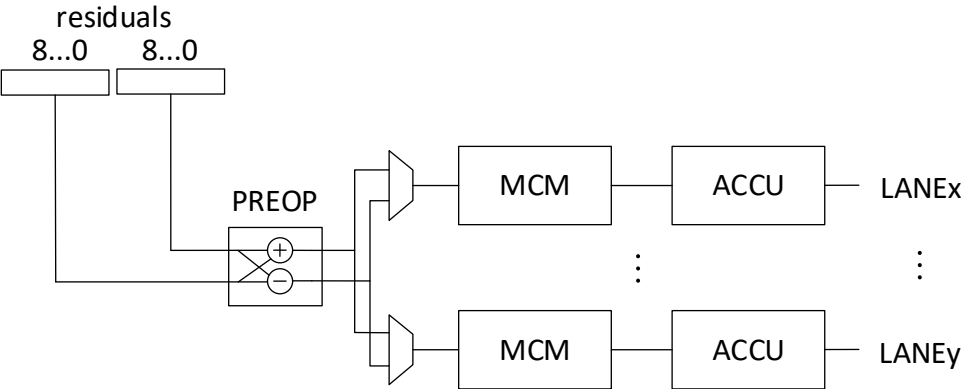 residuals
8...0 8...0
PREOP
+
−
MCM ACCU LANEx
⋮ ⋮
MCM ACCU LANEy